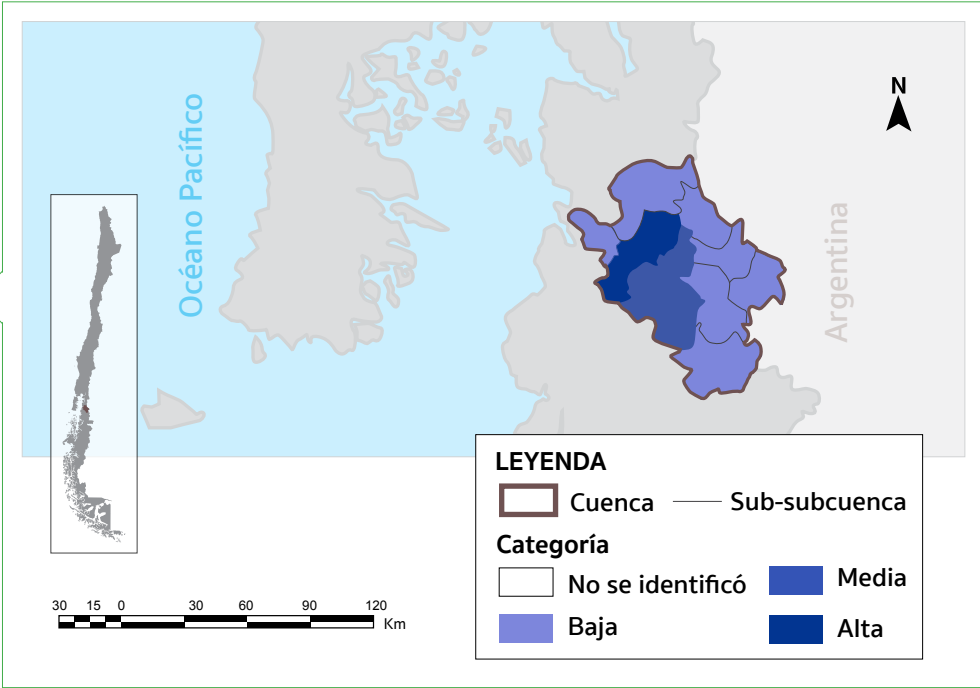 N
Océano Pacífico
Argentina
LEYENDA
Cuenca
Sub-subcuenca
Categoría
No se identificó
Media
Baja
Alta
30 15 0 30 60 90 120
Km